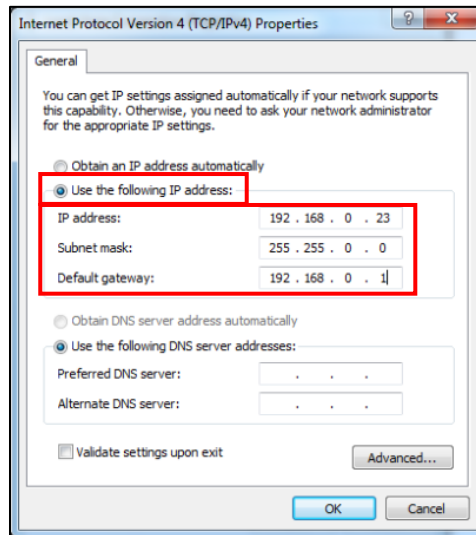 Internet Protocol Version 4 (TCP/IPv4) Properties
General
You can get IP settings assigned automatically if your network supports
this capability. Otherwise, you need to ask your network administrator
for the appropriate IP settings.
Obtain an IP address automatically
Use the following IP address:
IP address: 192 . 168 . 0 . 23
Subnet mask: 255 . 255 . 0 . 0
Default gateway: 192 . 168 . 0 . 1
Obtain DNS server address automatically
Use the following DNS server addresses:
Preferred DNS server: . . .
Alternate DNS server: . . .
Validate settings upon exit
Advanced...
OK Cancel